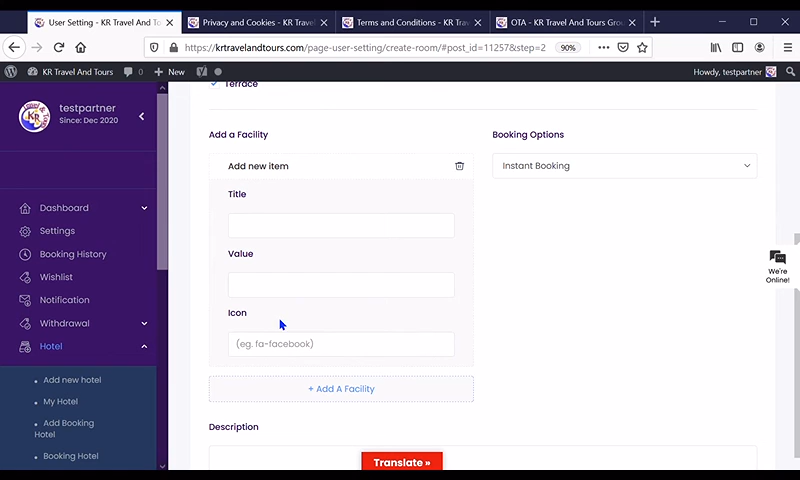 User Setting - KR Travel And To
Privacy and Cookies - KR Travel
Terms and Conditions - KR Trav
OTA - KR Travel And Tours Grou
https://krtravelandtours.com/page-user-setting/create-room/#post_id=11257&step=2
90%
KR Travel And Tours
0
New
Howdy, testpartner
testpartner
Since: Dec 2020
Dashboard
Settings
Booking History
Wishlist
Notification
Withdrawal
Hotel
Add new hotel
My Hotel
Add Booking
Hotel
Booking Hotel
Terrace
Add a Facility
Add new item
Title
Value
Icon
(eg. fa-facebook)
+ Add A Facility
Description
Translate »
Booking Options
Instant Booking
We're
Online!